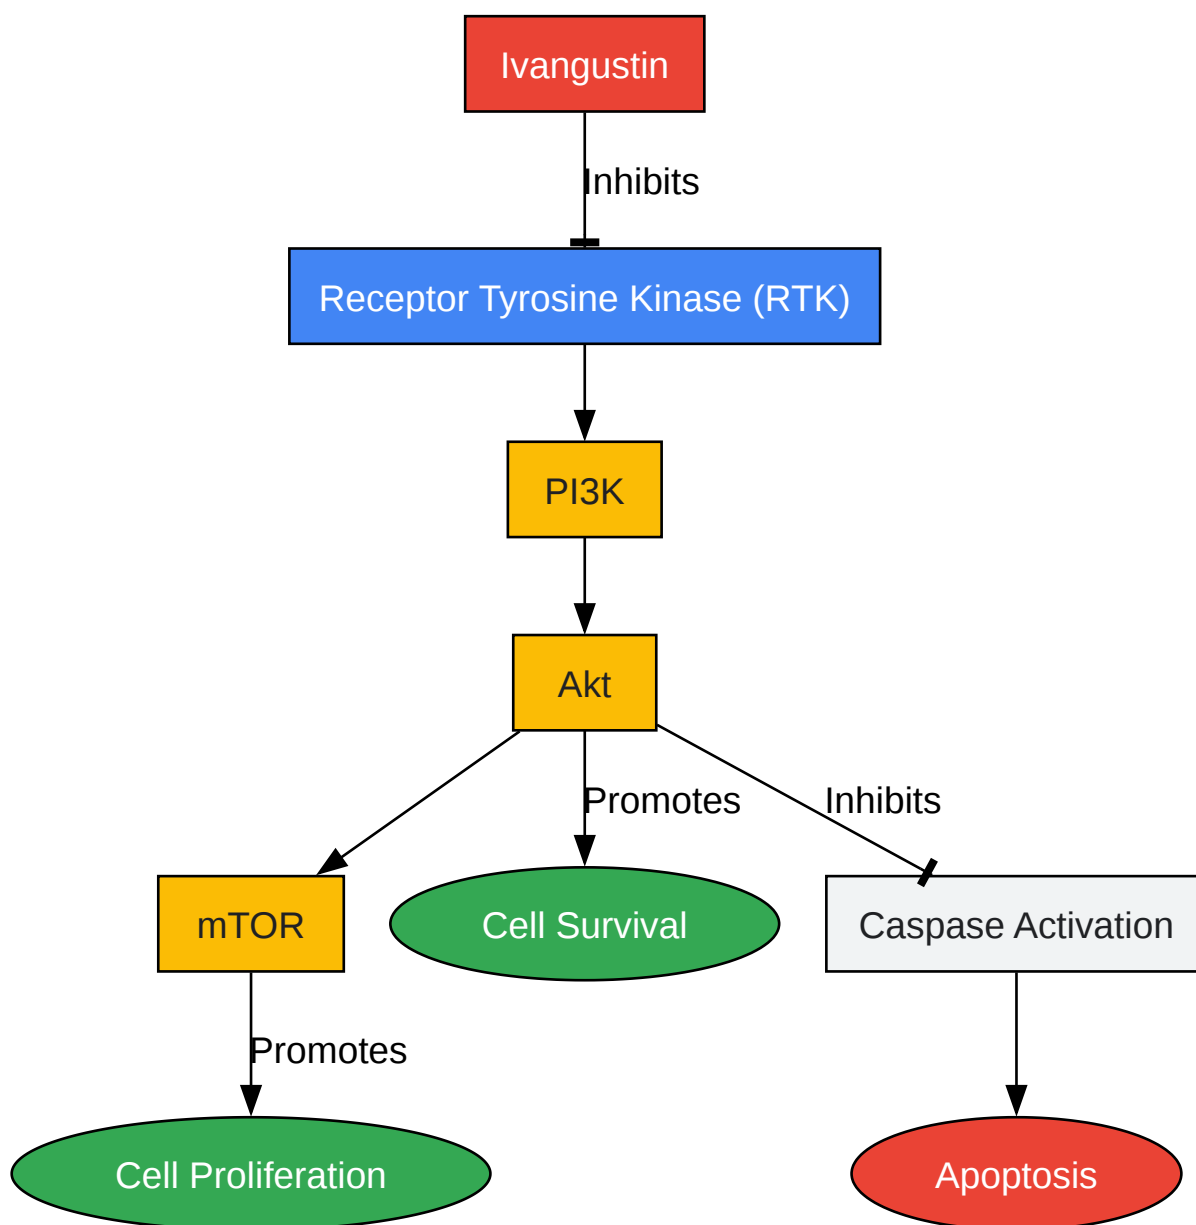 Ivangustin
Inhibits
Receptor Tyrosine Kinase (RTK)
PI3K
Akt
Promotes
Inhibits
mTOR
Cell Survival
Caspase Activation
Promotes
Cell Proliferation
Apoptosis